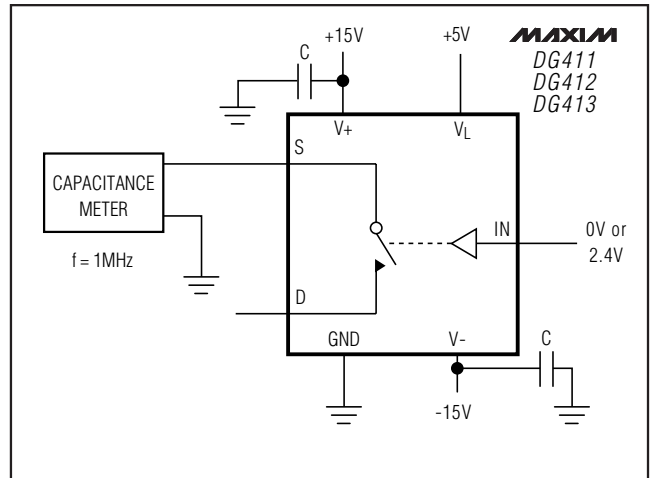 +15V
+5V
MAXIM
DG411
DG412
DG413
C
V+
VL
S
CAPACITANCE
METER
IN
0V or
2.4V
f = 1MHz
D
GND
V-
C
-15V